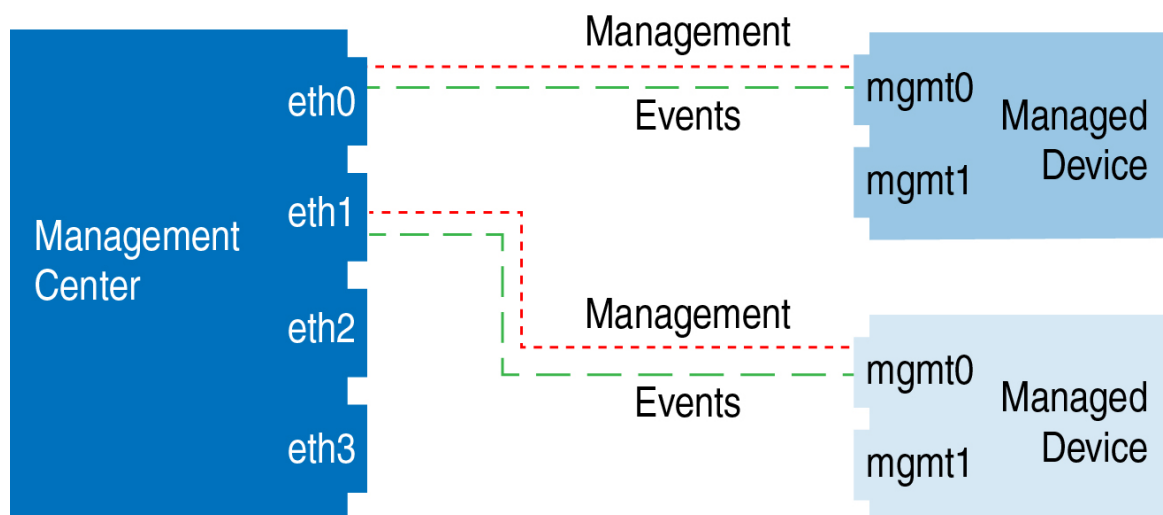 Management
eth0
mgmt0
Events
Managed
Device
mgmt1
eth1
Management
Center
Management
eth2
mgmt0
Events
Managed
Device
eth3
mgmt1